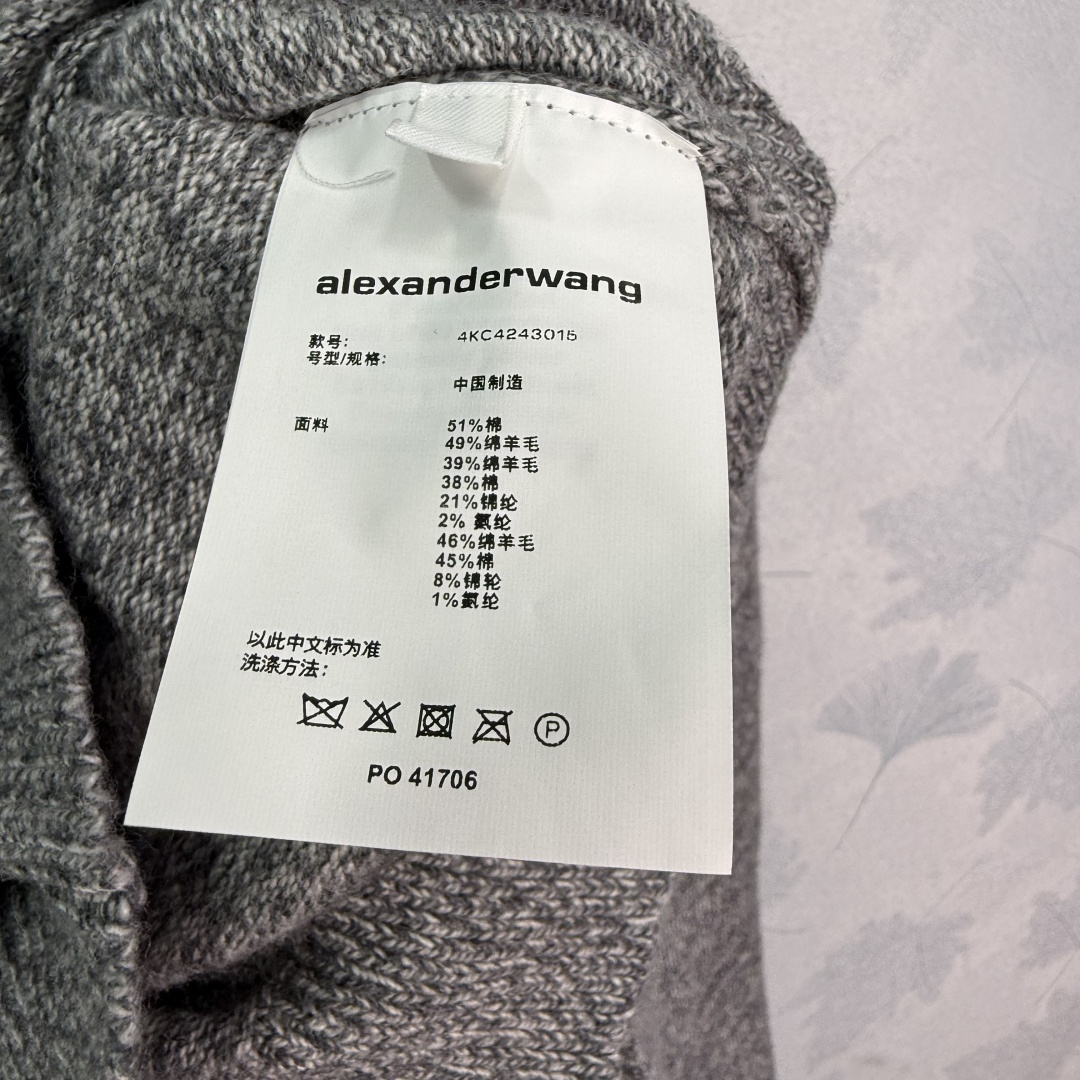 alexanderwang
款号: 4KC4243015
号型/规格:
中国制造
面料 51%棉
49%绵羊毛
39%绵羊毛
38%棉
21%锦纶
2% 氨纶
46%绵羊毛
45%棉
8%锦轮
1%氨纶
以此中文标为准
洗涤方法:
P
PO 41706